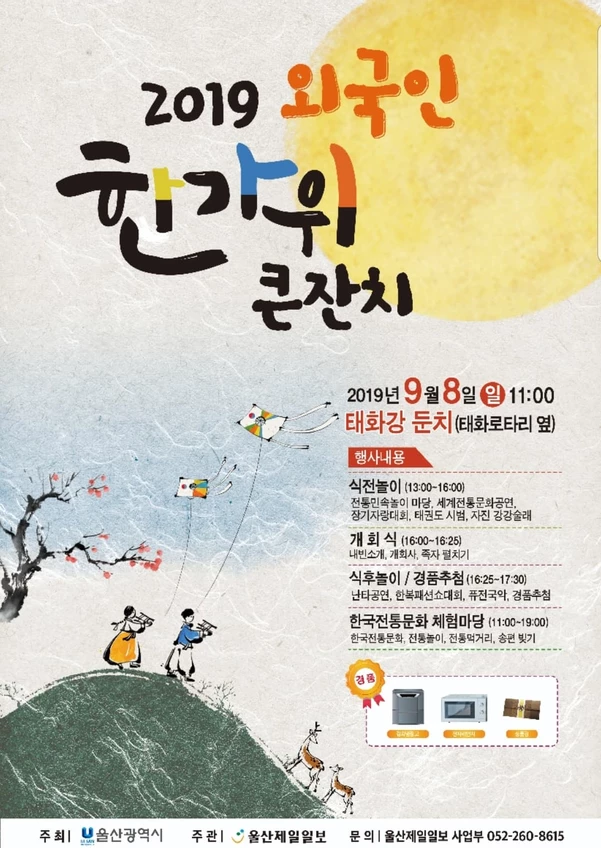 2019 외국인
한가위
큰잔치
2019년 9월 8일 일 11:00
태화강 둔치(태화로타리 옆)
행사내용
식전놀이 (13:00~16:00)
전통민속놀이 마당, 세계전통문화공연,
장기자랑대회, 태권도 시범, 지진 강강술래
개 회 식 (16:00~16:25)
내빈소개, 개회사, 족자 펼치기
식후놀이 / 경품추첨 (16:25~17:30)
난타공연, 한복패션쇼대회, 퓨전국악, 경품추첨
한국전통문화 체험마당 (11:00~19:00)
한국전통문화, 전통놀이, 전통먹거리, 송편 빚기
경품
주 최 | 울산광역시 주 관 | 울산제일일보 문 의 | 울산제일일보 사업부 052-260-8615